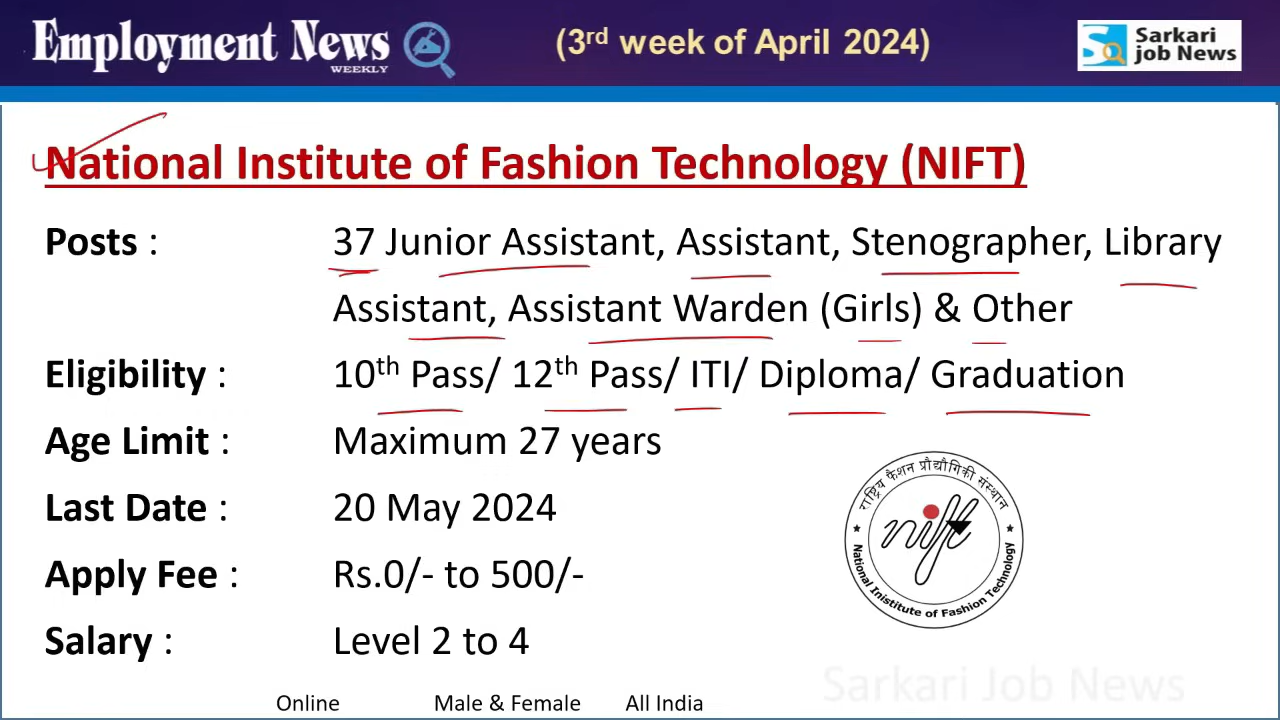 Employment News
WEEKLY
(3rd week of April 2024)
Sarkari
Job News
National Institute of Fashion Technology (NIFT)
Posts : 37 Junior Assistant, Assistant, Stenographer, Library
Assistant, Assistant Warden (Girls) & Other
Eligibility : 10th Pass/ 12th Pass/ ITI/ Diploma/ Graduation
Age Limit : Maximum 27 years
Last Date : 20 May 2024
Apply Fee : Rs.0/- to 500/-
Salary : Level 2 to 4
राष्ट्रीय फैशन प्रौद्योगिकी संस्थान
nift
National Inistitute of Fashion Technology
Sarkari Job News
Online Male & Female All India